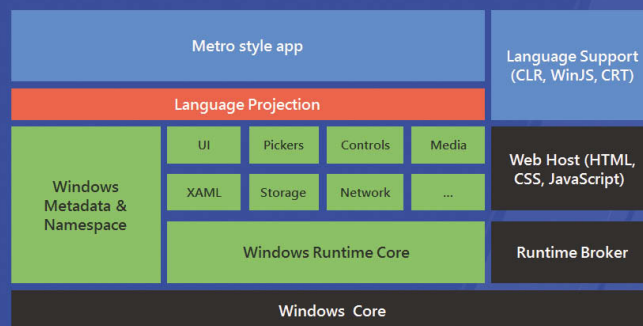 Metro style app
Language Support
(CLR, WinJS, CRT)
Language Projection
UI
Pickers
Controls
Media
Windows
Metadata &
Namespace
XAML
Storage
Network
...
Web Host (HTML,
CSS, JavaScript)
Windows Runtime Core
Runtime Broker
Windows Core